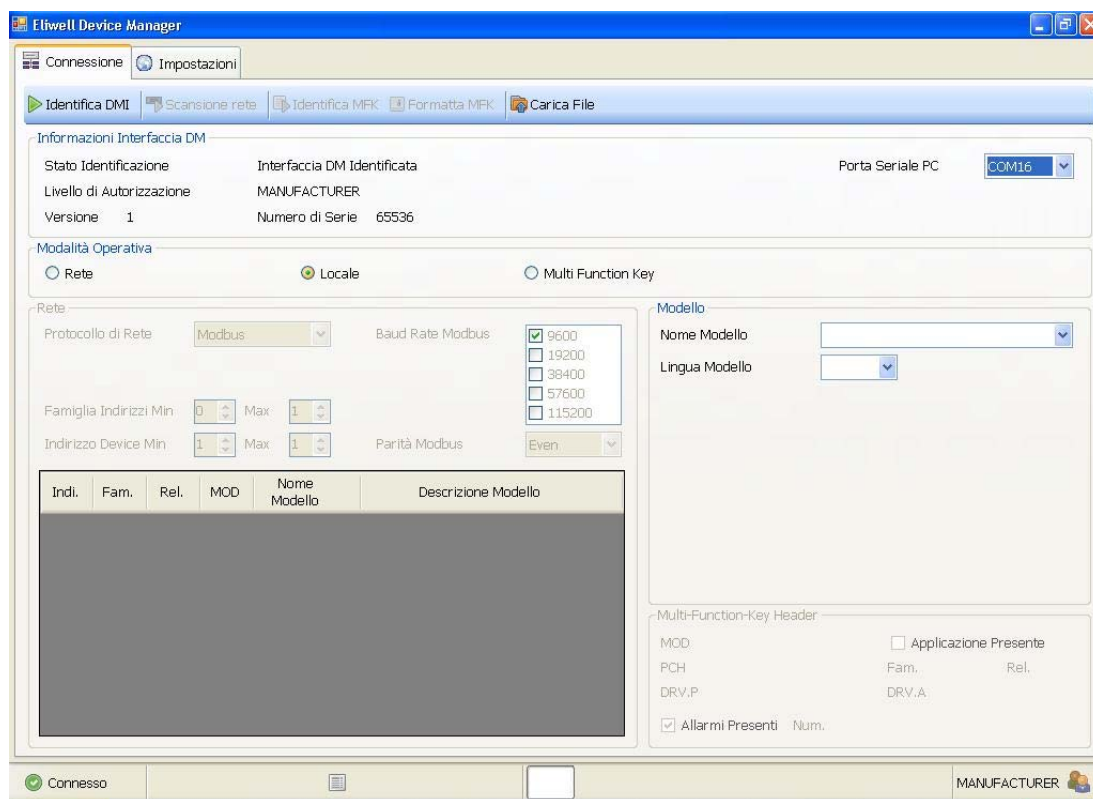 Eliwell Device Manager
Connessione Impostazioni
Identifica DMI Scansione rete Identifica MFK Formatta MFK Carica File
Informazioni Interfaccia DM
Stato Identificazione Interfaccia DM Identificata Porta Seriale PC COM16
Livello di Autorizzazione MANUFACTURER
Versione 1 Numero di Serie 65536
Modalità Operativa
Rete Locale Multi Function Key
Rete
Protocollo di Rete Modbus Baud Rate Modbus 9600
19200
38400
57600
115200
Famiglia Indirizzi Min 0 Max 1
Indirizzo Device Min 1 Max 1 Parità Modbus Even
Indi. Fam. Rel. MOD Nome Modello Descrizione Modello
Modello
Nome Modello
Lingua Modello
Multi-Function-Key Header
MOD Applicazione Presente
PCH Fam. Rel.
DRV.P DRV.A
Allarmi Presenti Num.
Connesso MANUFACTURER